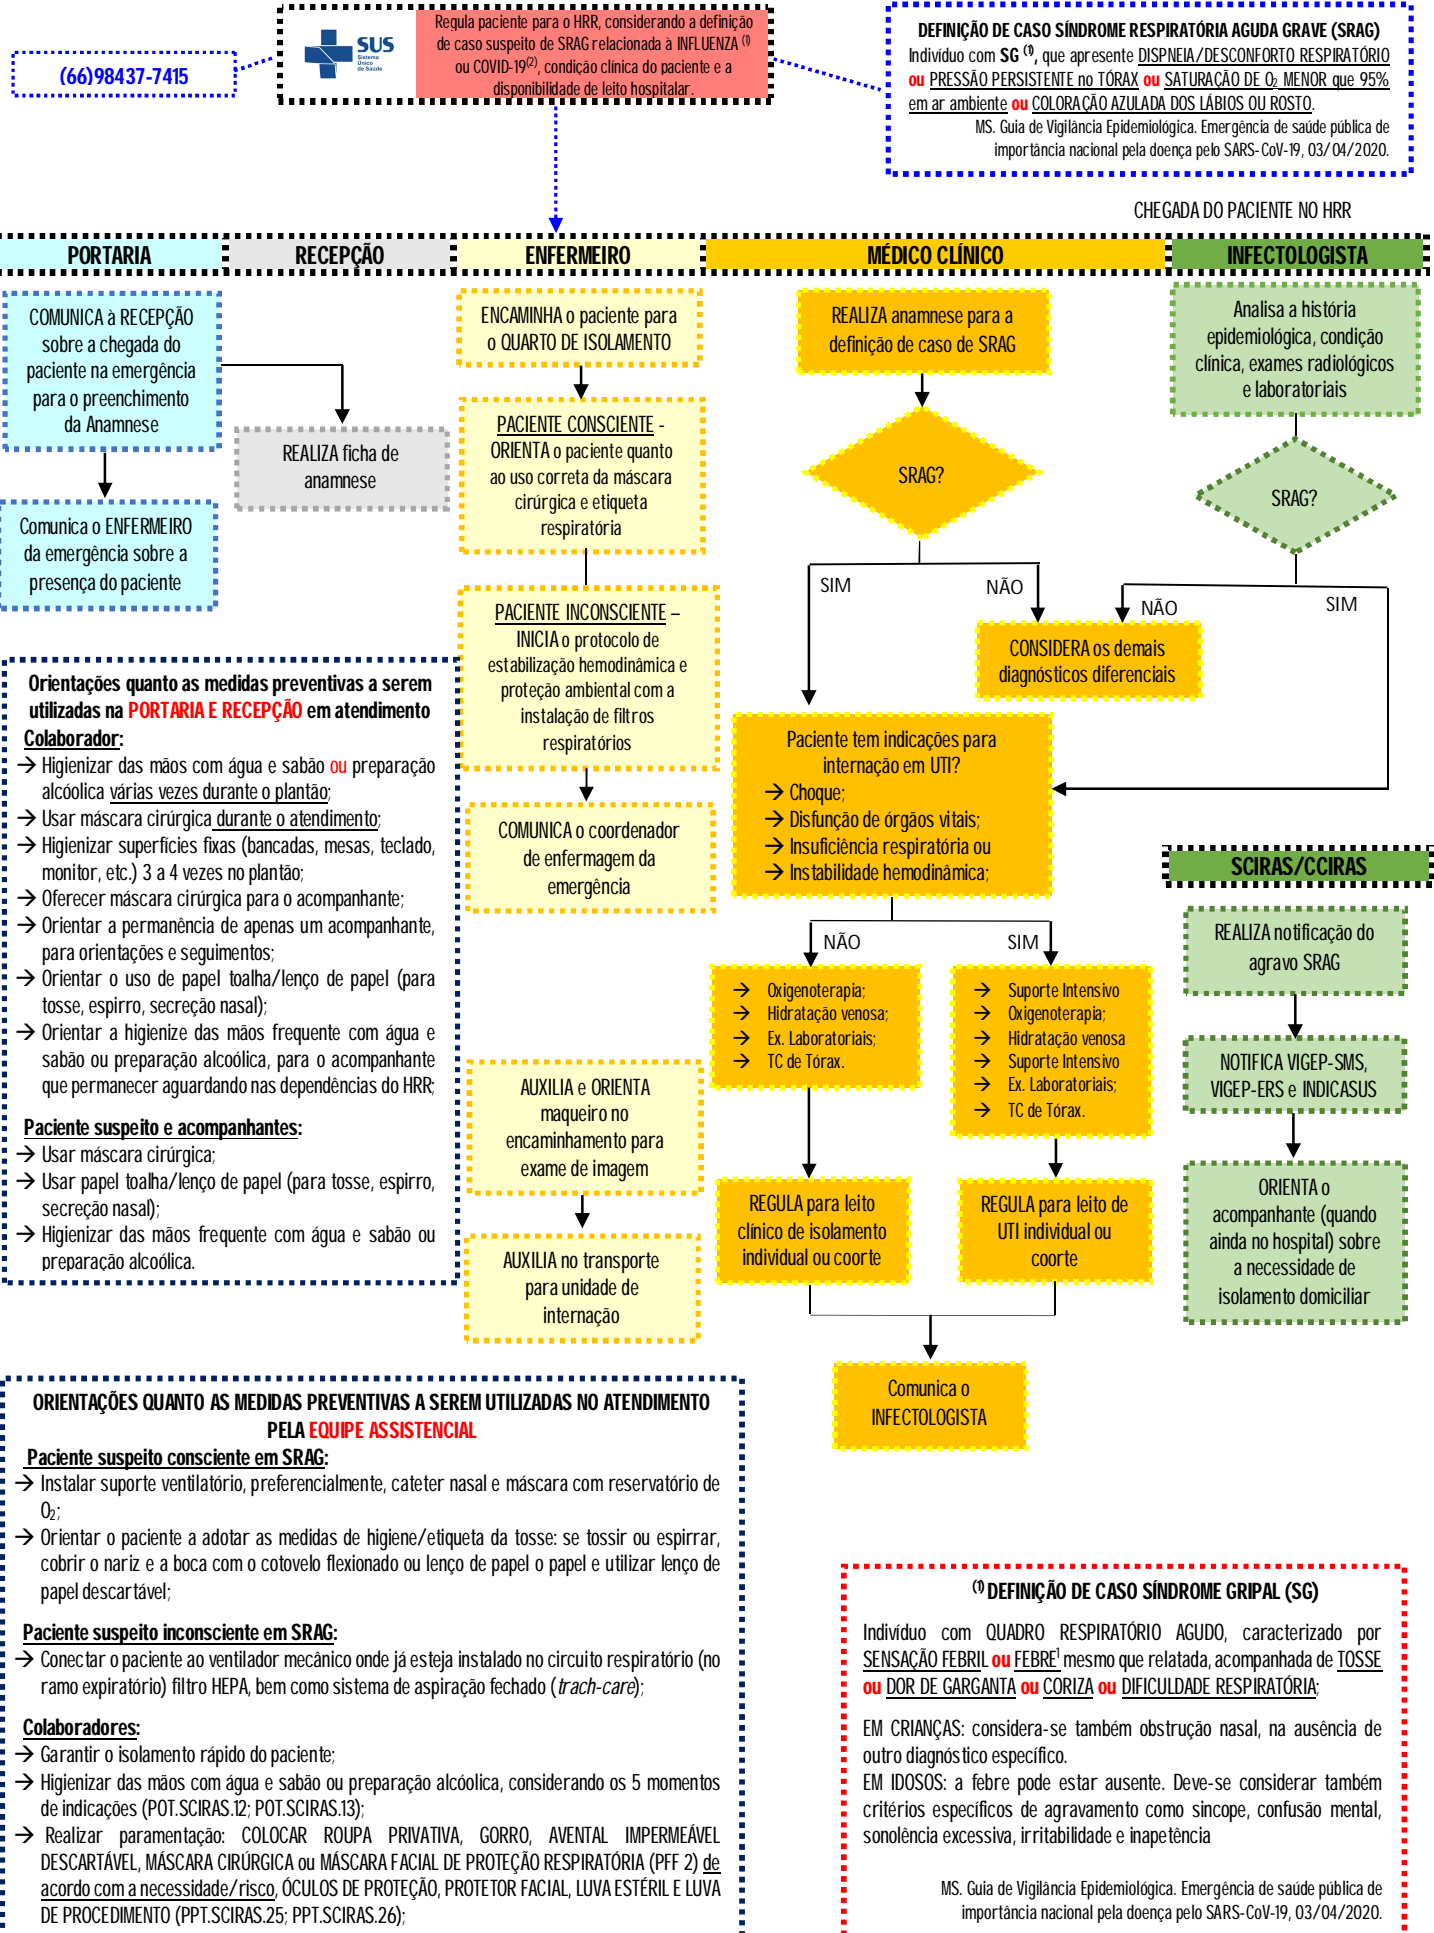 (66)98437-7415
SUS
Sistema
Único
de Saúde
Regula paciente para o HRR, considerando a definição
de caso suspeito de SRAG relacionada à INFLUENZA (1)
ou COVID-19(2), condição clínica do paciente e a
disponibilidade de leito hospitalar.
DEFINIÇÃO DE CASO SÍNDROME RESPIRATÓRIA AGUDA GRAVE (SRAG)
Indivíduo com SG (1), que apresente DISPNEIA/DESCONFORTO RESPIRATÓRIO
ou PRESSÃO PERSISTENTE no TÓRAX ou SATURAÇÃO DE O2 MENOR que 95%
em ar ambiente ou COLORAÇÃO AZULADA DOS LÁBIOS OU ROSTO.
MS. Guia de Vigilância Epidemiológica. Emergência de saúde pública de
importância nacional pela doença pelo SARS-CoV-19, 03/04/2020.
CHEGADA DO PACIENTE NO HRR
PORTARIA
RECEPÇÃO
ENFERMEIRO
MÉDICO CLÍNICO
INFECTOLOGISTA
COMUNICA à RECEPÇÃO
sobre a chegada do
paciente na emergência
para o preenchimento
da Anamnese
Comunica o ENFERMEIRO
da emergência sobre a
presença do paciente
REALIZA ficha de
anamnese
ENCAMINHA o paciente para
o QUARTO DE ISOLAMENTO
PACIENTE CONSCIENTE -
ORIENTA o paciente quanto
ao uso correta da máscara
cirúrgica e etiqueta
respiratória
PACIENTE INCONSCIENTE –
INICIA o protocolo de
estabilização hemodinâmica e
proteção ambiental com a
instalação de filtros
respiratórios
COMUNICA o coordenador
de enfermagem da
emergência
AUXILIA e ORIENTA
maqueiro no
encaminhamento para
exame de imagem
AUXILIA no transporte
para unidade de
internação
REALIZA anamnese para a
definição de caso de SRAG
SRAG?
SIM
NÃO
CONSIDERA os demais
diagnósticos diferenciais
Paciente tem indicações para
internação em UTI?
→ Choque;
→ Disfunção de órgãos vitais;
→ Insuficiência respiratória ou
→ Instabilidade hemodinâmica;
NÃO
SIM
→ Oxigenoterapia;
→ Hidratação venosa;
→ Ex. Laboratoriais;
→ TC de Tórax.
→ Suporte Intensivo
→ Oxigenoterapia;
→ Hidratação venosa
→ Suporte Intensivo
→ Ex. Laboratoriais;
→ TC de Tórax.
REGULA para leito
clínico de isolamento
individual ou coorte
REGULA para leito de
UTI individual ou
coorte
Comunica o
INFECTOLOGISTA
Analisa a história
epidemiológica, condição
clínica, exames radiológicos
e laboratoriais
SRAG?
NÃO
SIM
SCIRAS/CCIRAS
REALIZA notificação do
agravo SRAG
NOTIFICA VIGEP-SMS,
VIGEP-ERS e INDICASUS
ORIENTA o
acompanhante (quando
ainda no hospital) sobre
a necessidade de
isolamento domiciliar
Orientações quanto as medidas preventivas a serem
utilizadas na PORTARIA E RECEPÇÃO em atendimento
Colaborador:
→ Higienizar das mãos com água e sabão ou preparação
alcóolica várias vezes durante o plantão;
→ Usar máscara cirúrgica durante o atendimento;
→ Higienizar superfícies fixas (bancadas, mesas, teclado,
monitor, etc.) 3 a 4 vezes no plantão;
→ Oferecer máscara cirúrgica para o acompanhante;
→ Orientar a permanência de apenas um acompanhante,
para orientações e seguimentos;
→ Orientar o uso de papel toalha/lenço de papel (para
tosse, espirro, secreção nasal);
→ Orientar a higienize das mãos frequente com água e
sabão ou preparação alcoólica, para o acompanhante
que permanecer aguardando nas dependências do HRR;
Paciente suspeito e acompanhantes:
→ Usar máscara cirúrgica;
→ Usar papel toalha/lenço de papel (para tosse, espirro,
secreção nasal);
→ Higienizar das mãos frequente com água e sabão ou
preparação alcoólica.
ORIENTAÇÕES QUANTO AS MEDIDAS PREVENTIVAS A SEREM UTILIZADAS NO ATENDIMENTO
PELA EQUIPE ASSISTENCIAL
Paciente suspeito consciente em SRAG:
→ Instalar suporte ventilatório, preferencialmente, cateter nasal e máscara com reservatório de
O2;
→ Orientar o paciente a adotar as medidas de higiene/etiqueta da tosse: se tossir ou espirrar,
cobrir o nariz e a boca com o cotovelo flexionado ou lenço de papel o papel e utilizar lenço de
papel descartável;
Paciente suspeito inconsciente em SRAG:
→ Conectar o paciente ao ventilador mecânico onde já esteja instalado no circuito respiratório (no
ramo expiratório) filtro HEPA, bem como sistema de aspiração fechado (trach-care);
Colaboradores:
→ Garantir o isolamento rápido do paciente;
→ Higienizar das mãos com água e sabão ou preparação alcóolica, considerando os 5 momentos
de indicações (POT.SCIRAS.12; POT.SCIRAS.13);
→ Realizar paramentação: COLOCAR ROUPA PRIVATIVA, GORRO, AVENTAL IMPERMEÁVEL
DESCARTÁVEL, MÁSCARA CIRÚRGICA ou MÁSCARA FACIAL DE PROTEÇÃO RESPIRATÓRIA (PFF 2) de
acordo com a necessidade/risco, ÓCULOS DE PROTEÇÃO, PROTETOR FACIAL, LUVA ESTÉRIL E LUVA
DE PROCEDIMENTO (PPT.SCIRAS.25; PPT.SCIRAS.26);
(1) DEFINIÇÃO DE CASO SÍNDROME GRIPAL (SG)
Indivíduo com QUADRO RESPIRATÓRIO AGUDO, caracterizado por
SENSAÇÃO FEBRIL ou FEBRE1 mesmo que relatada, acompanhada de TOSSE
ou DOR DE GARGANTA ou CORIZA ou DIFICULDADE RESPIRATÓRIA;
EM CRIANÇAS: considera-se também obstrução nasal, na ausência de
outro diagnóstico específico.
EM IDOSOS: a febre pode estar ausente. Deve-se considerar também
critérios específicos de agravamento como sincope, confusão mental,
sonolência excessiva, irritabilidade e inapetência
MS. Guia de Vigilância Epidemiológica. Emergência de saúde pública de
importância nacional pela doença pelo SARS-CoV-19, 03/04/2020.